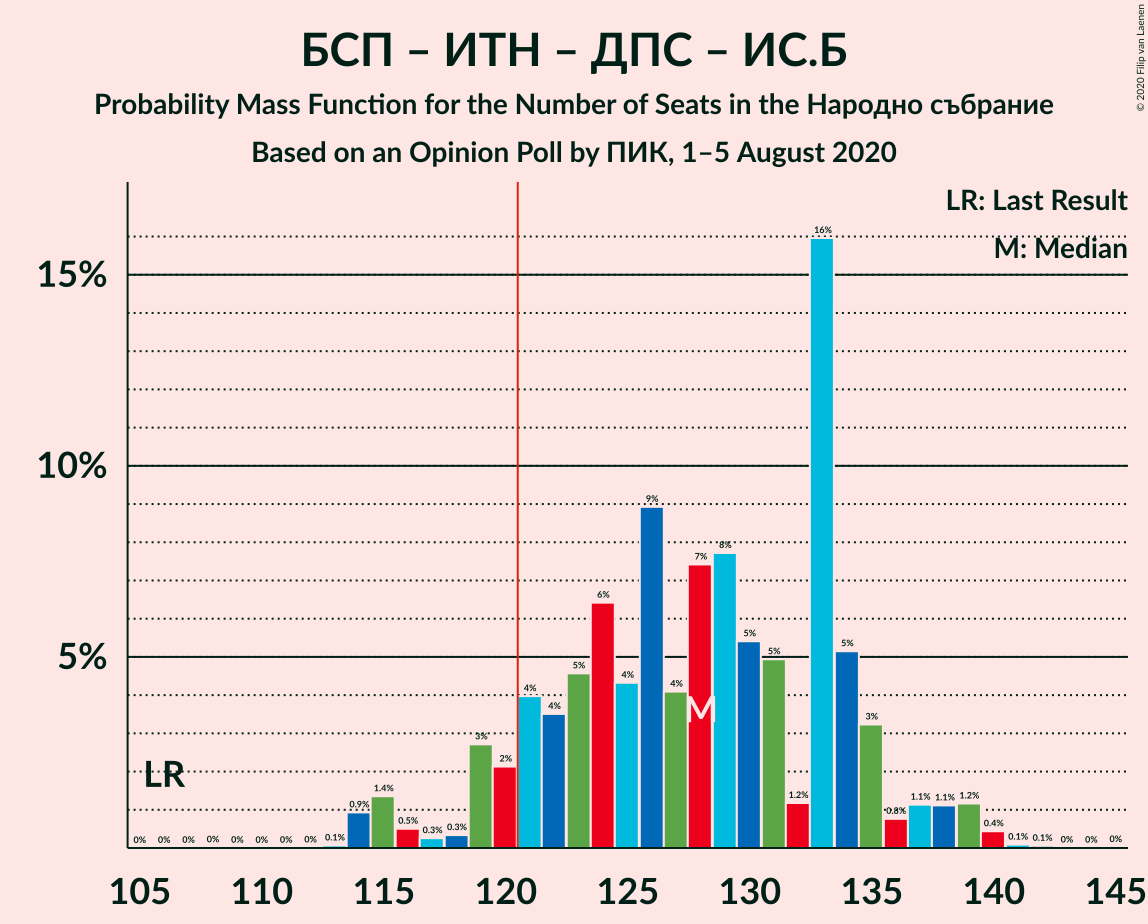 БСП – ИТН – ДПС – ИС.Б
Probability Mass Function for the Number of Seats in the Народно събрание
Based on an Opinion Poll by ПИК, 1–5 August 2020
© 2020 Filip van Laenen
LR: Last Result
M: Median
15%
10%
5%
LR
M
0% 0% 0% 0% 0% 0% 0% 0% 0.1% 0.9% 1.4% 0.5% 0.3% 0.3% 3% 2% 4% 4% 5% 6% 4% 9% 4% 7% 8% 5% 5% 1.2% 16% 5% 3% 0.8% 1.1% 1.1% 1.2% 0.4% 0.1% 0.1% 0% 0% 0%
105 110 115 120 125 130 135 140 145